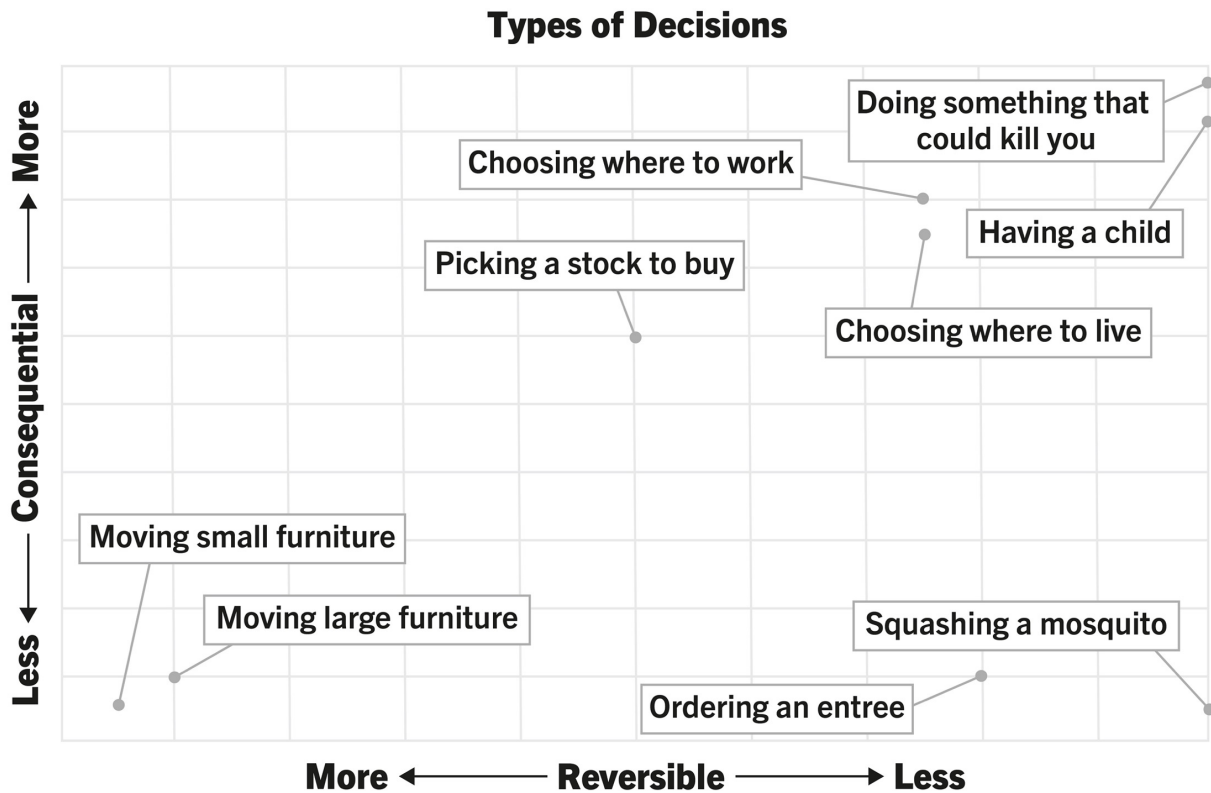 Types of Decisions
Doing something that
could kill you
Choosing where to work
Having a child
Picking a stock to buy
Choosing where to live
Moving small furniture
Moving large furniture
Squashing a mosquito
Ordering an entree
More
Consequential
Less
More
Reversible
Less